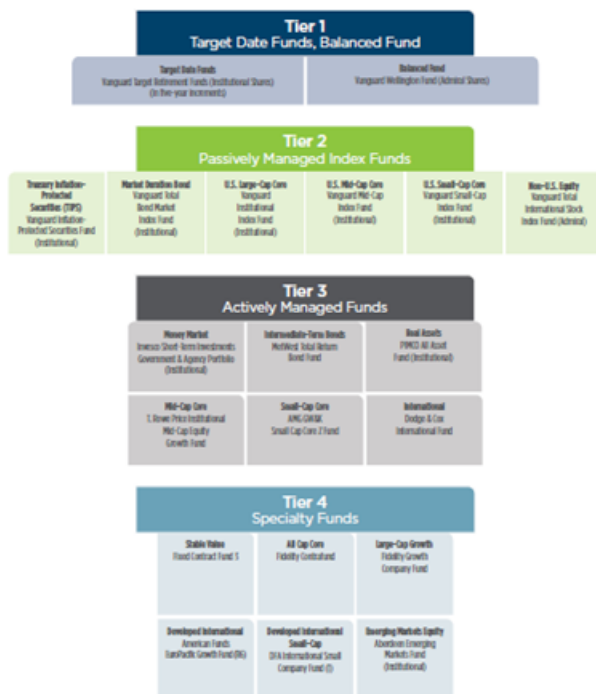 Tier 1
Target Date Funds, Balanced Fund
Target Date Funds
Vanguard Target Retirement Funds (Institutional Shares)
(in five-year increments)
Balanced Fund
Vanguard Wellington Fund (Admiral Shares)
Tier 2
Passively Managed Index Funds
Treasury Inflation-
Protected
Securities (TIPS)
Vanguard Inflation-
Protected Securities Fund
(Institutional)
Market Duration Bond
Vanguard Total
Bond Market
Index Fund
(Institutional)
U.S. Large-Cap Core
Vanguard
Institutional
Index Fund
(Institutional)
U.S. Mid-Cap Core
Vanguard Mid-Cap
Index Fund
(Institutional)
U.S. Small-Cap Core
Vanguard Small-Cap
Index Fund
(Institutional)
Non-U.S. Equity
Vanguard Total
International Stock
Index Fund (Admiral)
Tier 3
Actively Managed Funds
Money Market
Invesco Short-Term Investments
Government & Agency Portfolio
(Institutional)
Intermediate-Term Bonds
MetWest Total Return
Bond Fund
Real Assets
PIMCO All Asset
Fund (Institutional)
Mid-Cap Core
T. Rowe Price Institutional
Mid-Cap Equity
Growth Fund
Small-Cap Core
AMG GW&K
Small Cap Core Z Fund
International
Dodge & Cox
International Fund
Tier 4
Specialty Funds
Stable Value
Fixed Contract Fund
All Cap Core
Fidelity Contrafund
Large-Cap Growth
Fidelity Growth
Company Fund
Developed International
American Funds
EuroPacific Growth Fund (R6)
Developed International
Small-Cap
DFA International Small
Company Fund (I)
Emerging Markets Equity
Aberdeen Emerging
Markets Fund
(Institutional)